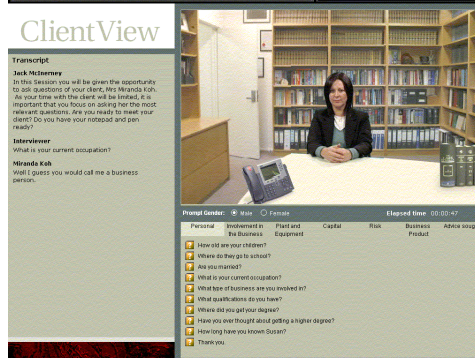 ClientView
Transcript
Jack McInerney
In this Session you will be given the opportunity
to ask questions of your client, Mrs Miranda Koh.
As your time with the client will be limited, it is
important that you focus on asking her the most
relevant questions. Are you ready to meet your
client? Do you have your notepad and pen
ready?
Interviewer
What is your current occupation?
Miranda Koh
Well I guess you would call me a business
person.
Prompt Gender: Male Female Elapsed time 00:00:47
Personal Involvement in Plant and Capital Risk Business Advice soug
the Business Equipment Product
How old are your children?
Where do they go to school?
Are you married?
What is your current occupation?
What type of business are you involved in?
What qualifications do you have?
Where did you get your degree?
Have you ever thought about getting a higher degree?
How long have you known Susan?
Thank you